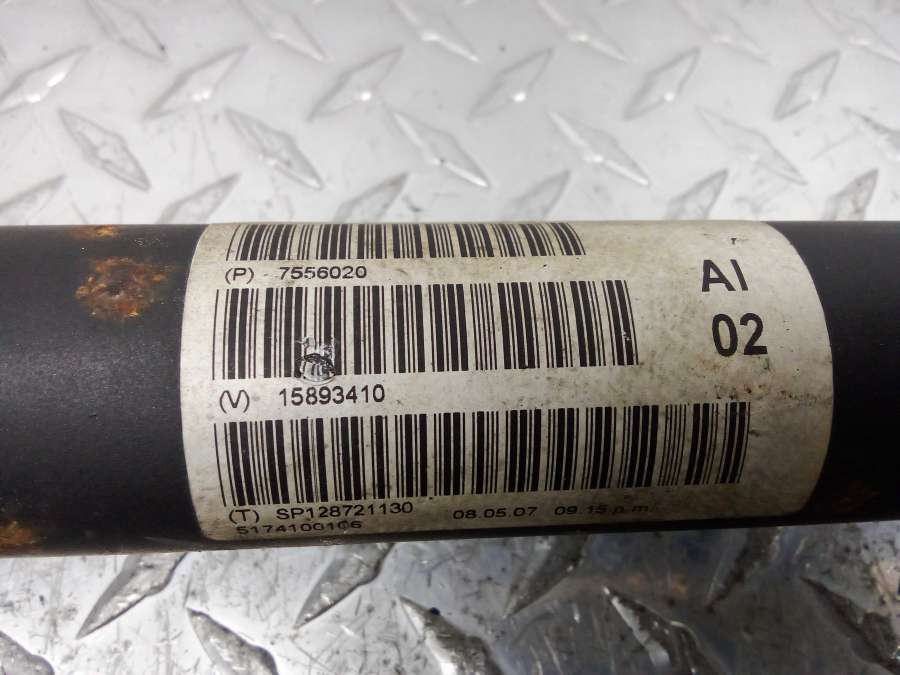 (P) - 7556020
AI
02
(V) 15893410
(T) SP128721130 08.05.07 09.15 p.m.
5174100106